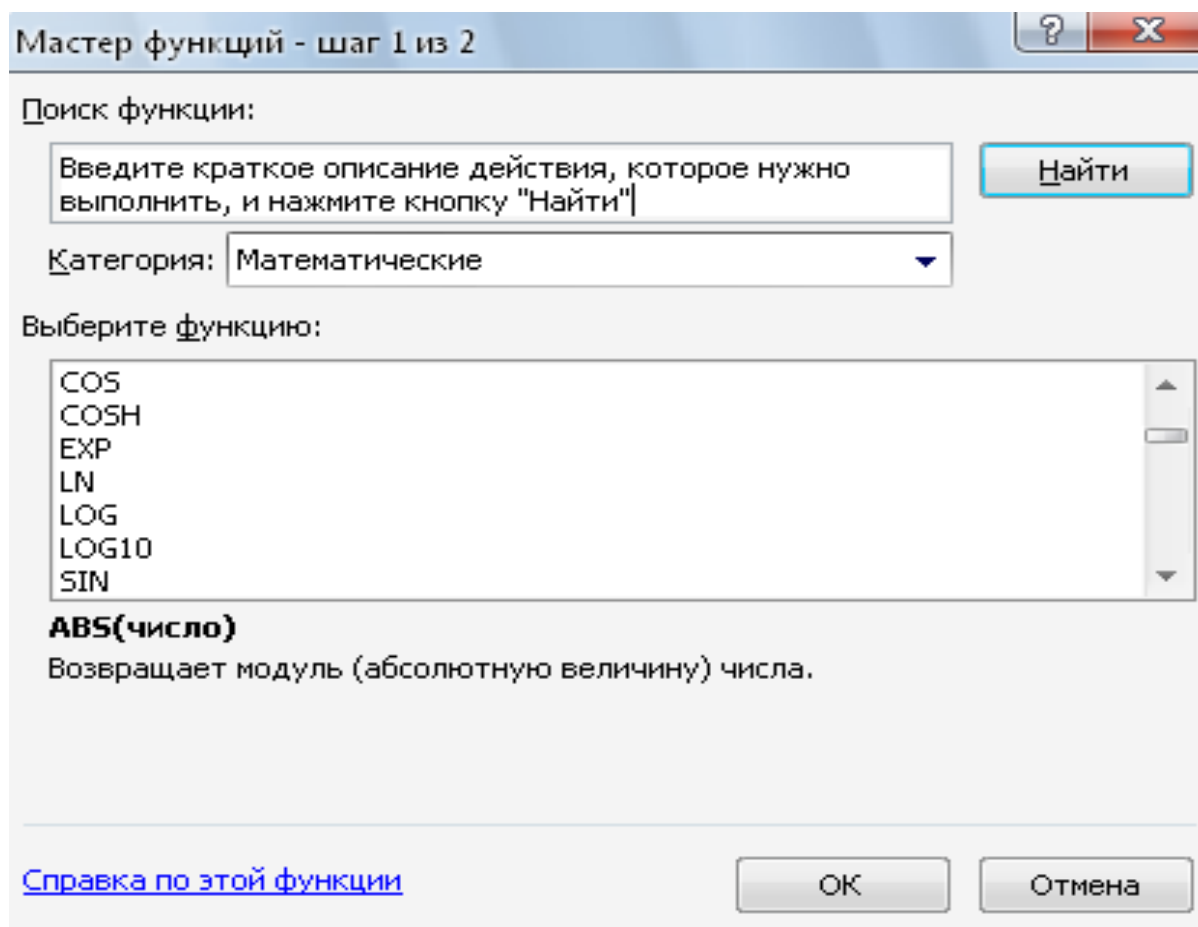 Мастер функций - шаг 1 из 2
Поиск функции:
Введите краткое описание действия, которое нужно
выполнить, и нажмите кнопку "Найти"
Найти
Категория: Математические
Выберите функцию:
COS
COSH
EXP
LN
LOG
LOG10
SIN
ABS(число)
Возвращает модуль (абсолютную величину) числа.
Справка по этой функции
ОК
Отмена